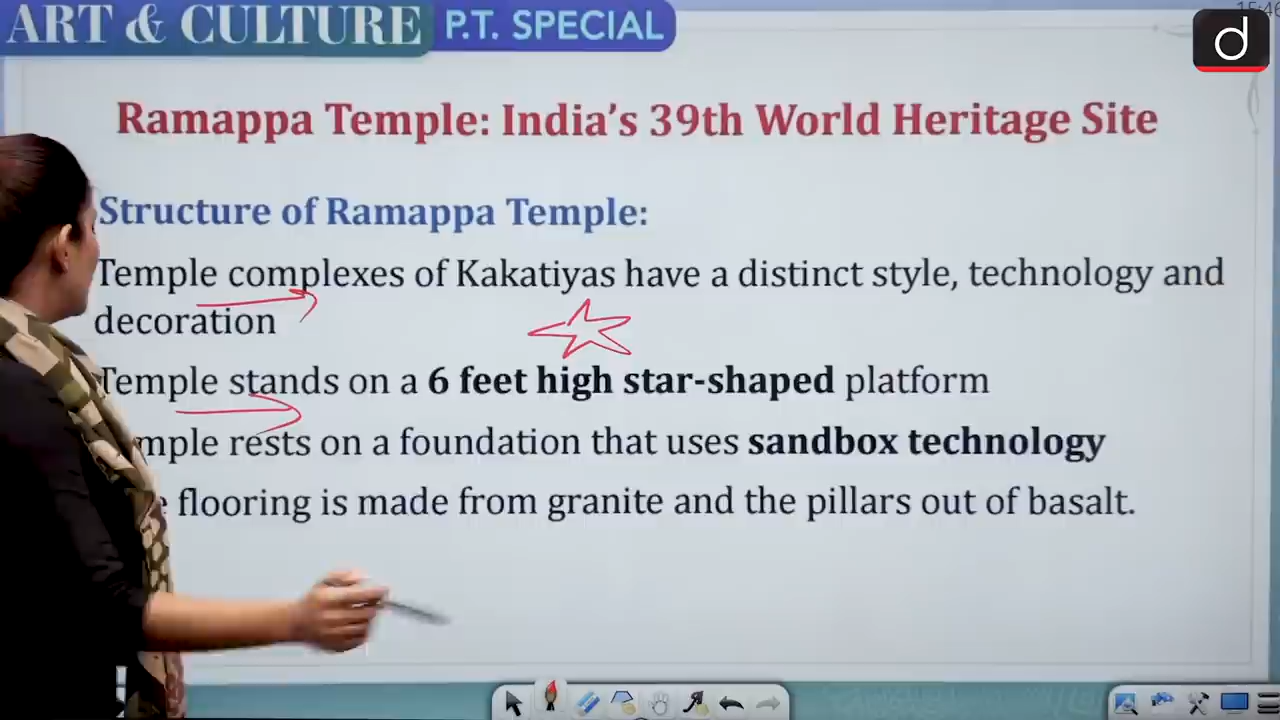 ART & CULTURE P.T. SPECIAL
15:46
d
Ramappa Temple: India's 39th World Heritage Site
Structure of Ramappa Temple:
Temple complexes of Kakatiyas have a distinct style, technology and
decoration
Temple stands on a 6 feet high star-shaped platform
mple rests on a foundation that uses sandbox technology
e flooring is made from granite and the pillars out of basalt.